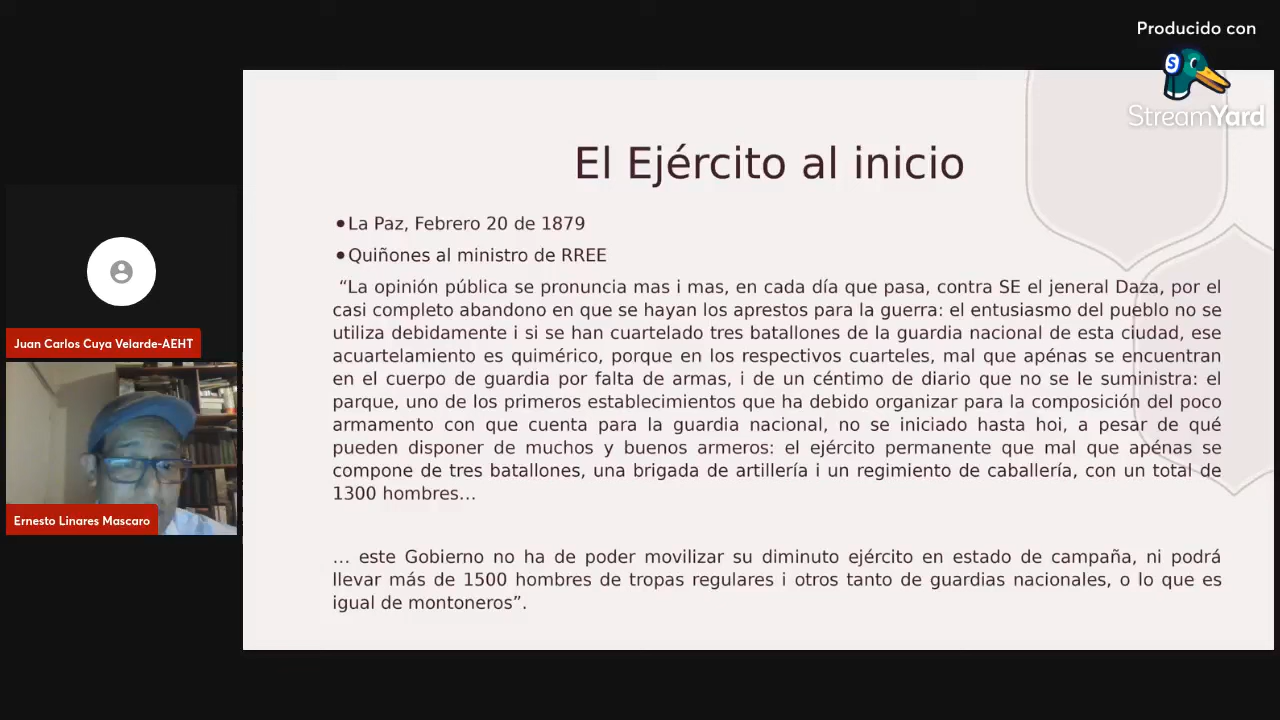 Producido con
StreamYard
El Ejército al inicio
•La Paz, Febrero 20 de 1879
•Quiñones al ministro de RREE
“La opinión pública se pronuncia mas i mas, en cada día que pasa, contra SE el jeneral Daza, por el
casi completo abandono en que se hayan los aprestos para la guerra: el entusiasmo del pueblo no se
utiliza debidamente i si se han cuartelado tres batallones de la guardia nacional de esta ciudad, ese
acuartelamiento es quimérico, porque en los respectivos cuarteles, mal que apénas se encuentran
en el cuerpo de guardia por falta de armas, i de un céntimo de diario que no se le suministra: el
parque, uno de los primeros establecimientos que ha debido organizar para la composición del poco
armamento con que cuenta para la guardia nacional, no se iniciado hasta hoi, a pesar de qué
pueden disponer de muchos y buenos armeros: el ejército permanente que mal que apénas se
compone de tres batallones, una brigada de artillería i un regimiento de caballería, con un total de
1300 hombres…
… este Gobierno no ha de poder movilizar su diminuto ejército en estado de campaña, ni podrá
llevar más de 1500 hombres de tropas regulares i otros tanto de guardias nacionales, o lo que es
igual de montoneros”.
Juan Carlos Cuya Velarde-AEHT
Ernesto Linares Mascaro